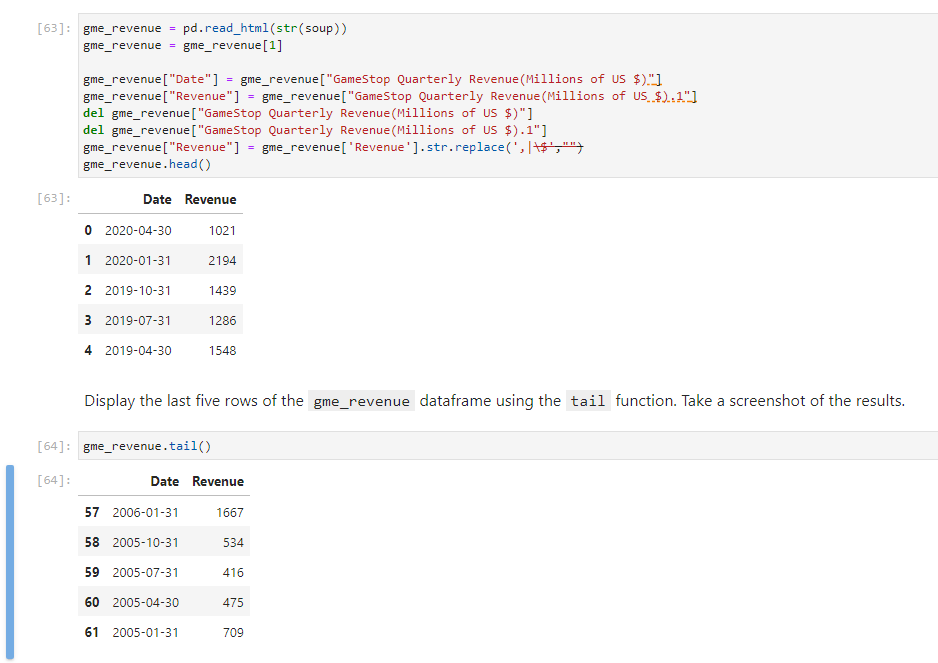 [63]: gme_revenue = pd.read_html(str(soup))
gme_revenue = gme_revenue[1]
gme_revenue["Date"] = gme_revenue["GameStop Quarterly Revenue(Millions of US $)"]
gme_revenue["Revenue"] = gme_revenue["GameStop Quarterly Revenue(Millions of US $).1"]
del gme_revenue["GameStop Quarterly Revenue(Millions of US $)"]
del gme_revenue["GameStop Quarterly Revenue(Millions of US $).1"]
gme_revenue["Revenue"] = gme_revenue['Revenue'].str.replace(',|\$',"")
gme_revenue.head()
[63]: Date Revenue
0 2020-04-30 1021
1 2020-01-31 2194
2 2019-10-31 1439
3 2019-07-31 1286
4 2019-04-30 1548
Display the last five rows of the gme_revenue dataframe using the tail function. Take a screenshot of the results.
[64]: gme_revenue.tail()
[64]: Date Revenue
57 2006-01-31 1667
58 2005-10-31 534
59 2005-07-31 416
60 2005-04-30 475
61 2005-01-31 709